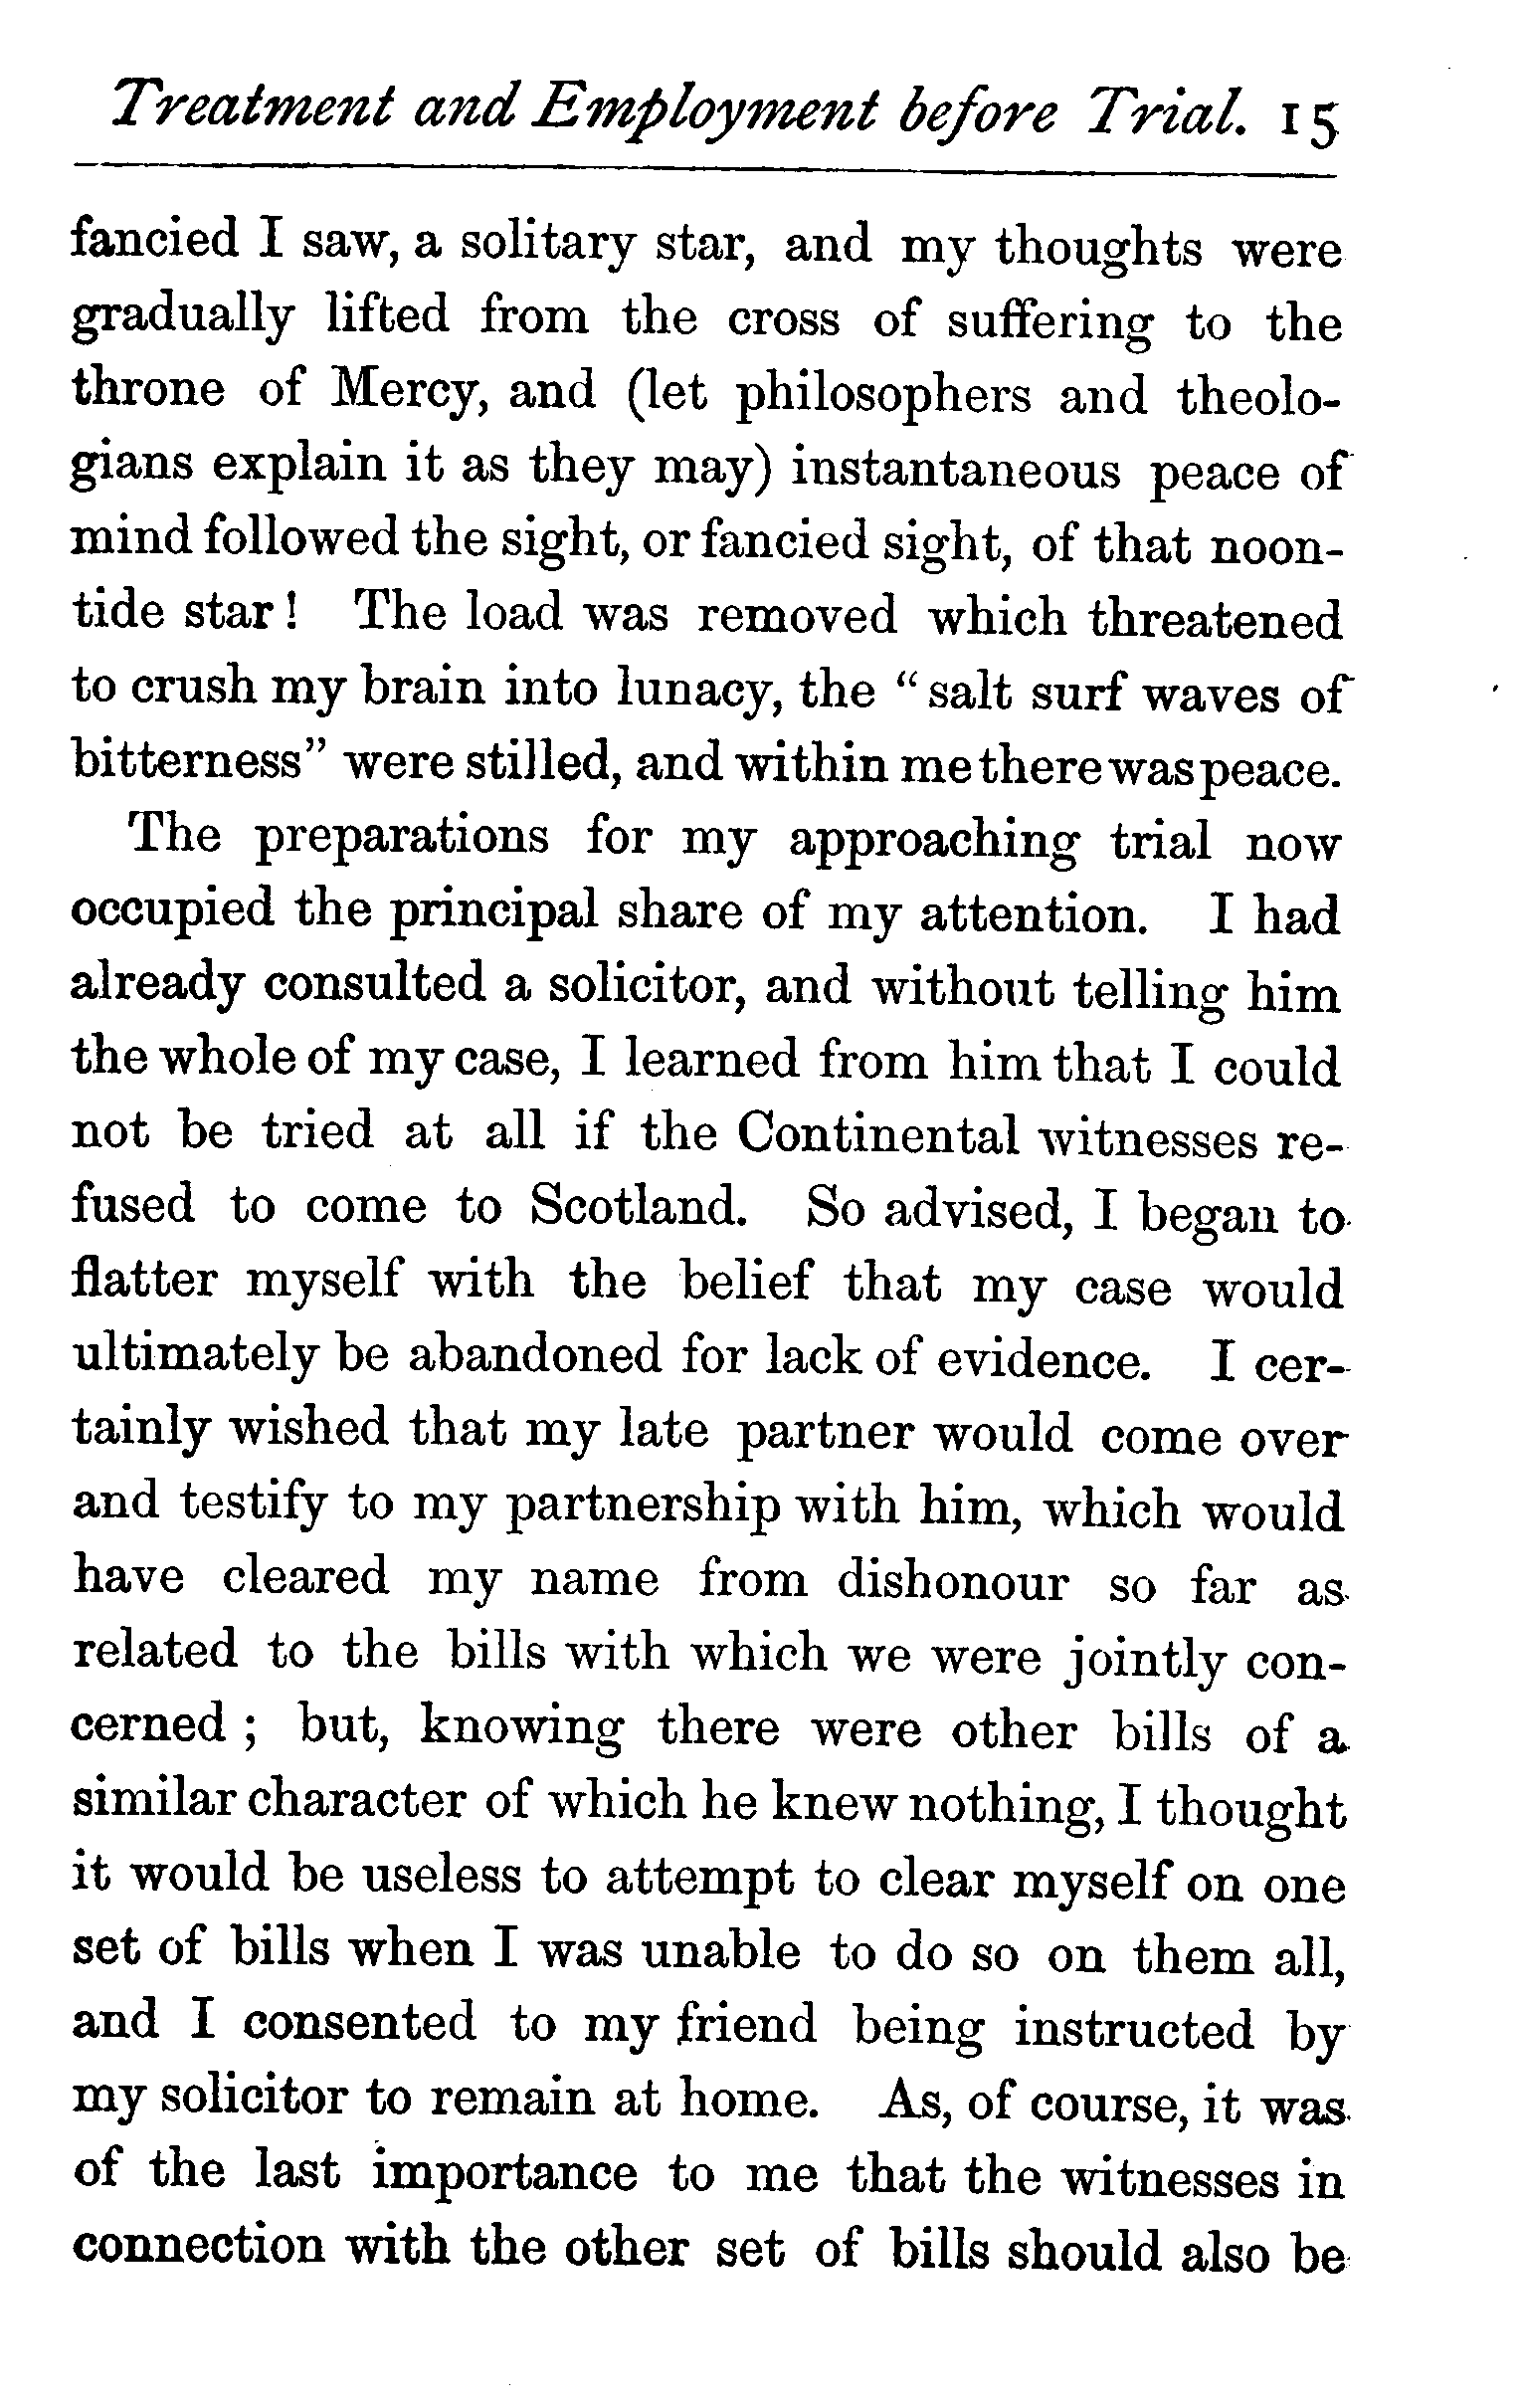 Treatment and Employment before Trial. 15
fancied I saw, a solitary star, and my thoughts were
gradually lifted from the cross of suffering to the
throne of Mercy, and (let philosophers and theolo-
gians explain it as they may) instantaneous peace of
mind followed the sight, or fancied sight, of that noon-
tide star! The load was removed which threatened
to crush my brain into lunacy, the “salt surf waves of
bitterness” were stilled, and within me there was peace.
The preparations for my approaching trial now
occupied the principal share of my attention. I had
already consulted a solicitor, and without telling him
the whole of my case, I learned from him that I could
not be tried at all if the Continental witnesses re-
fused to come to Scotland. So advised, I began to
flatter myself with the belief that my case would
ultimately be abandoned for lack of evidence. I cer-
tainly wished that my late partner would come over
and testify to my partnership with him, which would
have cleared my name from dishonour so far as
related to the bills with which we were jointly con-
cerned ; but, knowing there were other bills of a
similar character of which he knew nothing, I thought
it would be useless to attempt to clear myself on one
set of bills when I was unable to do so on them all,
and I consented to my friend being instructed by
my solicitor to remain at home. As, of course, it was
of the last importance to me that the witnesses in
connection with the other set of bills should also be